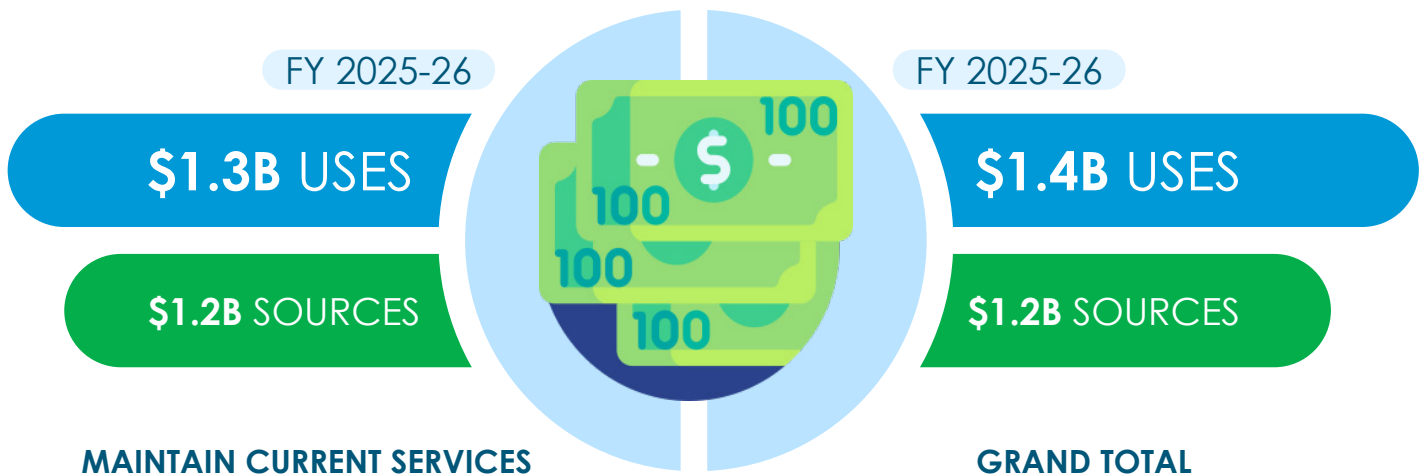 FY 2025-26
$1.3B USES
$1.2B SOURCES
MAINTAIN CURRENT SERVICES
100
$
100
100
100
FY 2025-26
$1.4B USES
$1.2B SOURCES
GRAND TOTAL